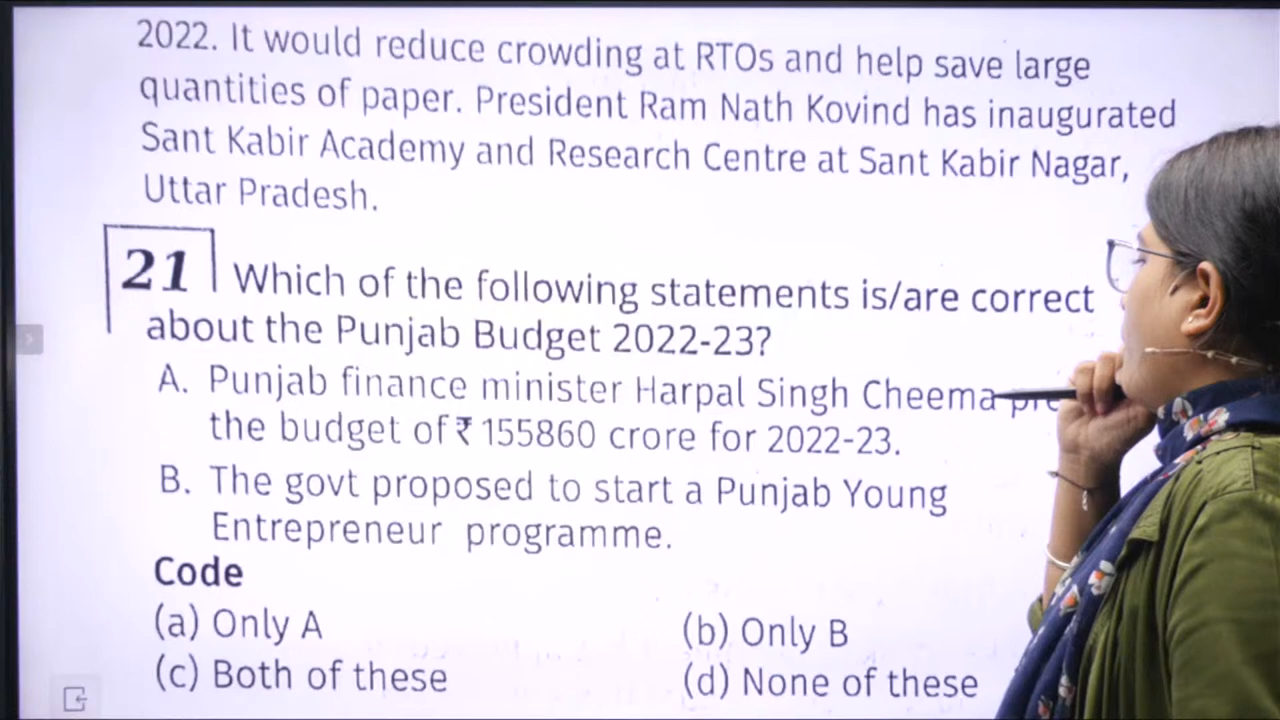 2022. It would reduce crowding at RTOs and help save large
quantities of paper. President Ram Nath Kovind has inaugurated
Sant Kabir Academy and Research Centre at Sant Kabir Nagar,
Uttar Pradesh.
21 Which of the following statements is/are correct
about the Punjab Budget 2022-23?
A. Punjab finance minister Harpal Singh Cheema
the budget of ₹ 155860 crore for 2022-23.
B. The govt proposed to start a Punjab Young
Entrepreneur programme.
Code
(a) Only A (b) Only B
(c) Both of these (d) None of these